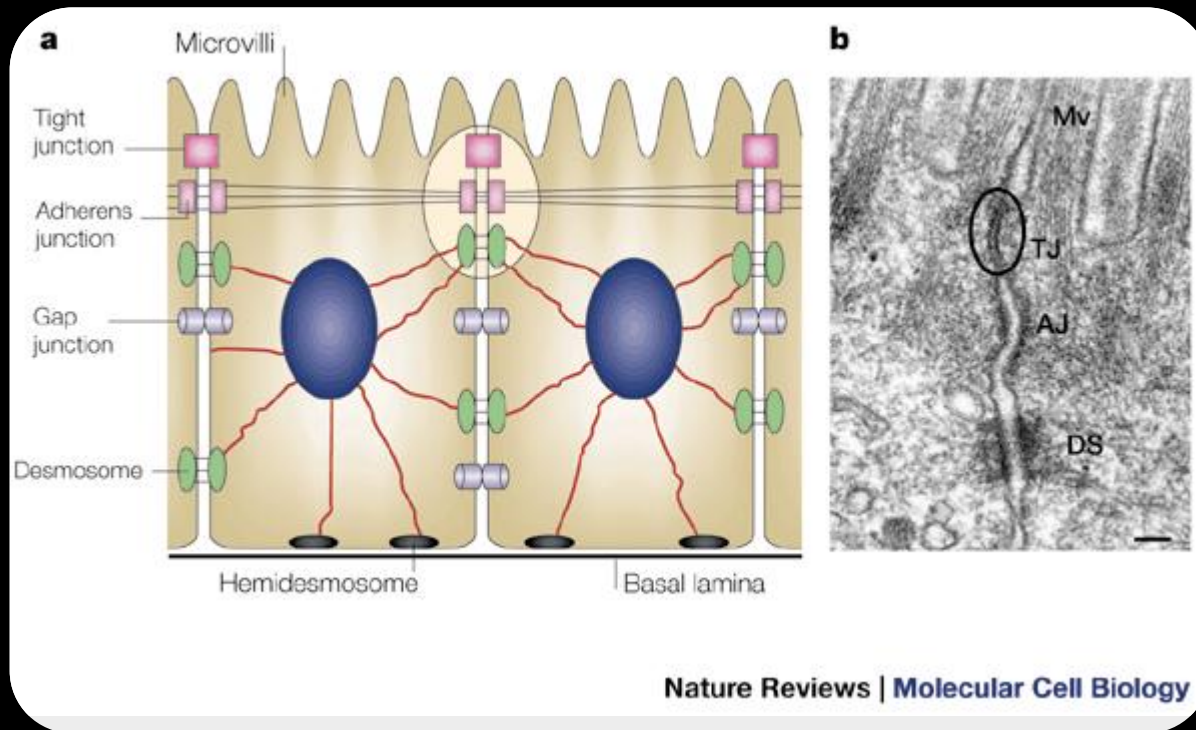 a
Microvilli
Tight
junction
Adherens
junction
Gap
junction
Desmosome
Hemidesmosome
Basal lamina
b
Mv
TJ
AJ
DS
Nature Reviews | Molecular Cell Biology